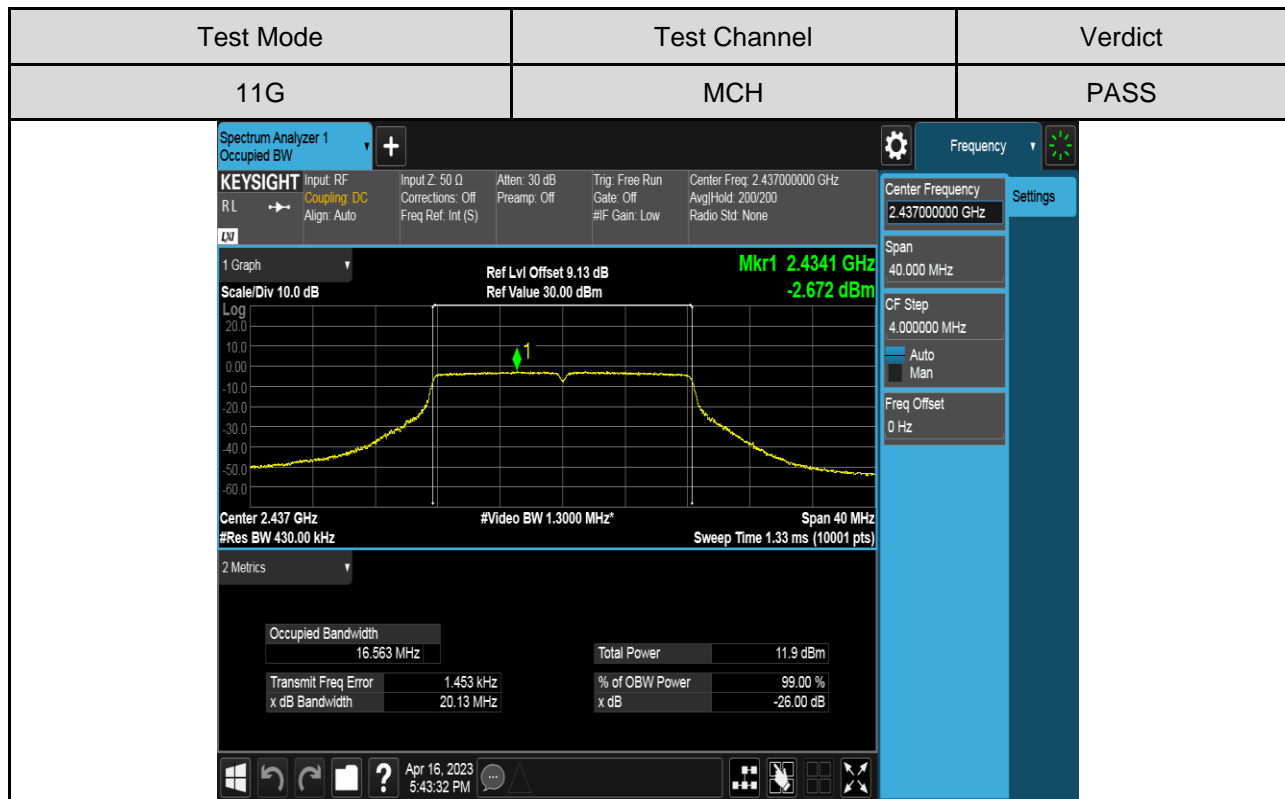 Test Mode Test Channel Verdict
11G MCH PASS
Spectrum Analyzer 1
Occupied BW
Frequency
KEYSIGHT Input: RF Input Z: 50 Ω Atten: 30 dB Trig: Free Run Center Freq: 2.437000000 GHz
RL Coupling: DC Corrections: Off Preamp: Off Gate: Off Avg|Hold: 200/200
Align: Auto Freq Ref: Int (S) #IF Gain: Low Radio Std: None
LXI
Center Frequency
2.437000000 GHz
Settings
Span
40.000 MHz
CF Step
4.000000 MHz
Auto
Man
Freq Offset
0 Hz
1 Graph Ref Lvl Offset 9.13 dB Mkr1 2.4341 GHz
Scale/Div 10.0 dB Ref Value 30.00 dBm -2.672 dBm
Log
20.0
10.0
1
0.00
-10.0
-20.0
-30.0
-40.0
-50.0
-60.0
Center 2.437 GHz #Video BW 1.3000 MHz* Span 40 MHz
#Res BW 430.00 kHz Sweep Time 1.33 ms (10001 pts)
2 Metrics
Occupied Bandwidth
16.563 MHz Total Power 11.9 dBm
Transmit Freq Error 1.453 kHz % of OBW Power 99.00 %
x dB Bandwidth 20.13 MHz x dB -26.00 dB
? Apr 16, 2023
5:43:32 PM